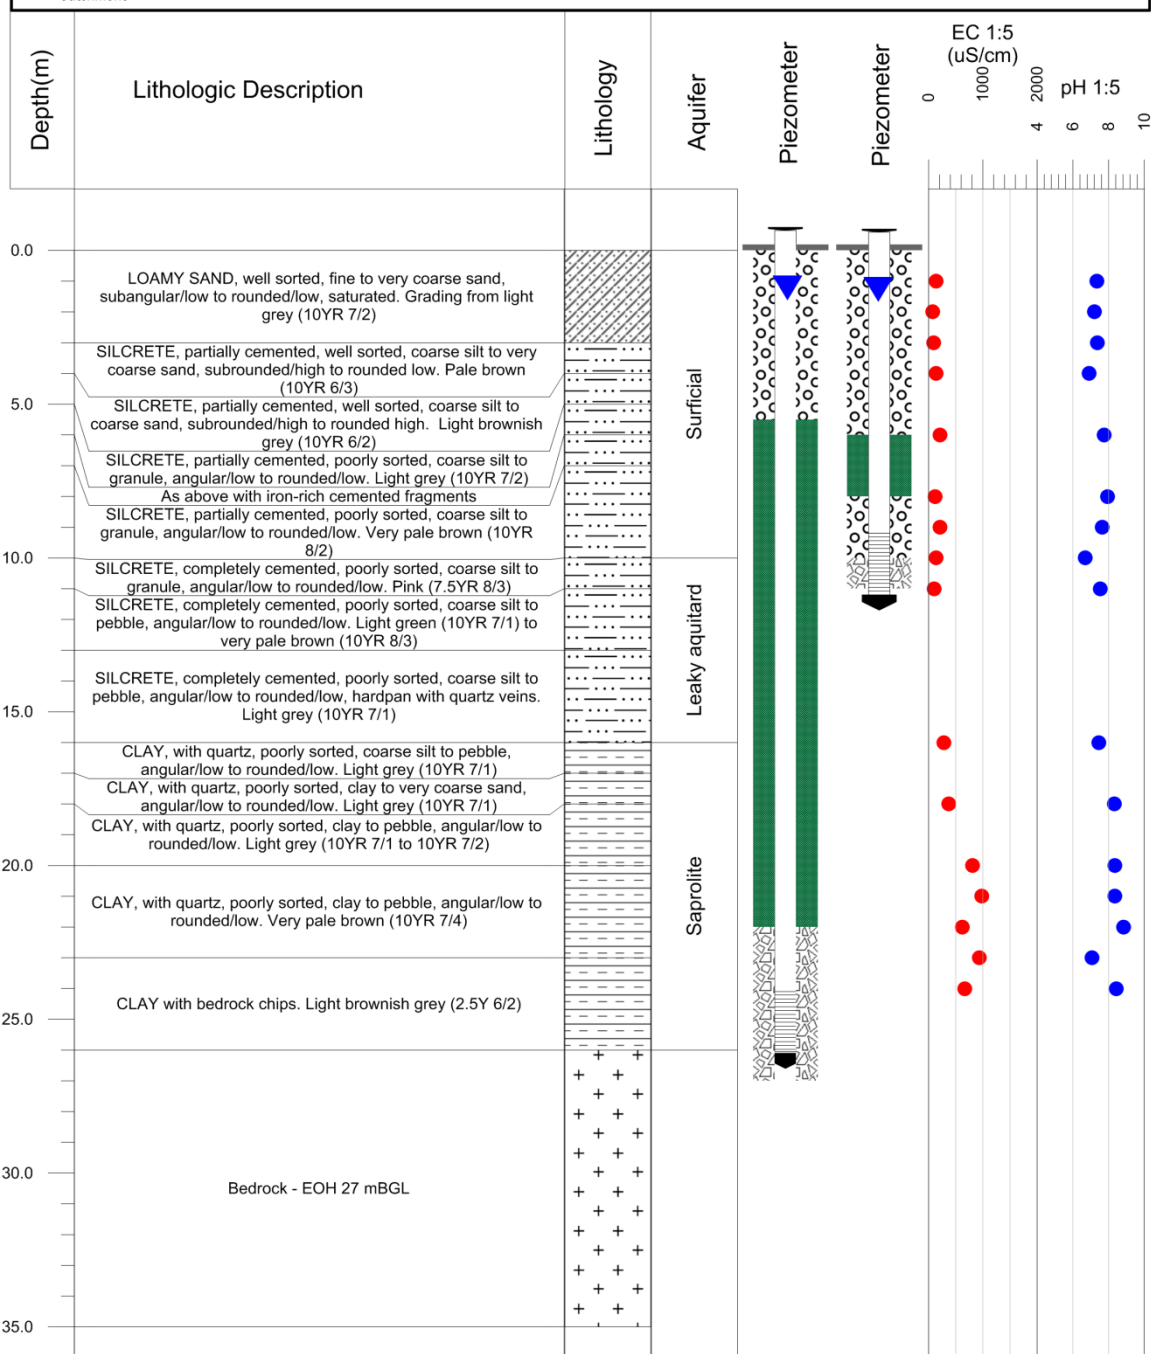 Depth(m)
Lithologic Description
Lithology
Aquifer
Piezometer
Piezometer
EC 1:5
(uS/cm)
0
1000
2000
pH 1:5
4
6
8
10
0.0
LOAMY SAND, well sorted, fine to very coarse sand,
subangular/low to rounded/low, saturated. Grading from light
grey (10YR 7/2)
SILCRETE, partially cemented, well sorted, coarse silt to very
coarse sand, subrounded/high to rounded low. Pale brown
(10YR 6/3)
Surficial
5.0
SILCRETE, partially cemented, well sorted, coarse silt to
coarse sand, subrounded/high to rounded high. Light brownish
grey (10YR 6/2)
SILCRETE, partially cemented, poorly sorted, coarse silt to
granule, angular/low to rounded/low. Light grey (10YR 7/2)
As above with iron-rich cemented fragments
SILCRETE, partially cemented, poorly sorted, coarse silt to
granule, angular/low to rounded/low. Very pale brown (10YR
8/2)
10.0
SILCRETE, completely cemented, poorly sorted, coarse silt to
granule, angular/low to rounded/low. Pink (7.5YR 8/3)
SILCRETE, completely cemented, poorly sorted, coarse silt to
pebble, angular/low to rounded/low. Light green (10YR 7/1) to
very pale brown (10YR 8/3)
Leaky aquitard
SILCRETE, completely cemented, poorly sorted, coarse silt to
pebble, angular/low to rounded/low, hardpan with quartz veins.
Light grey (10YR 7/1)
15.0
CLAY, with quartz, poorly sorted, coarse silt to pebble,
angular/low to rounded/low. Light grey (10YR 7/1)
CLAY, with quartz, poorly sorted, clay to very coarse sand,
angular/low to rounded/low. Light grey (10YR 7/1)
CLAY, with quartz, poorly sorted, clay to pebble, angular/low to
rounded/low. Light grey (10YR 7/1 to 10YR 7/2)
20.0
Saprolite
CLAY, with quartz, poorly sorted, clay to pebble, angular/low to
rounded/low. Very pale brown (10YR 7/4)
CLAY with bedrock chips. Light brownish grey (2.5Y 6/2)
25.0
30.0
Bedrock - EOH 27 mBGL
35.0